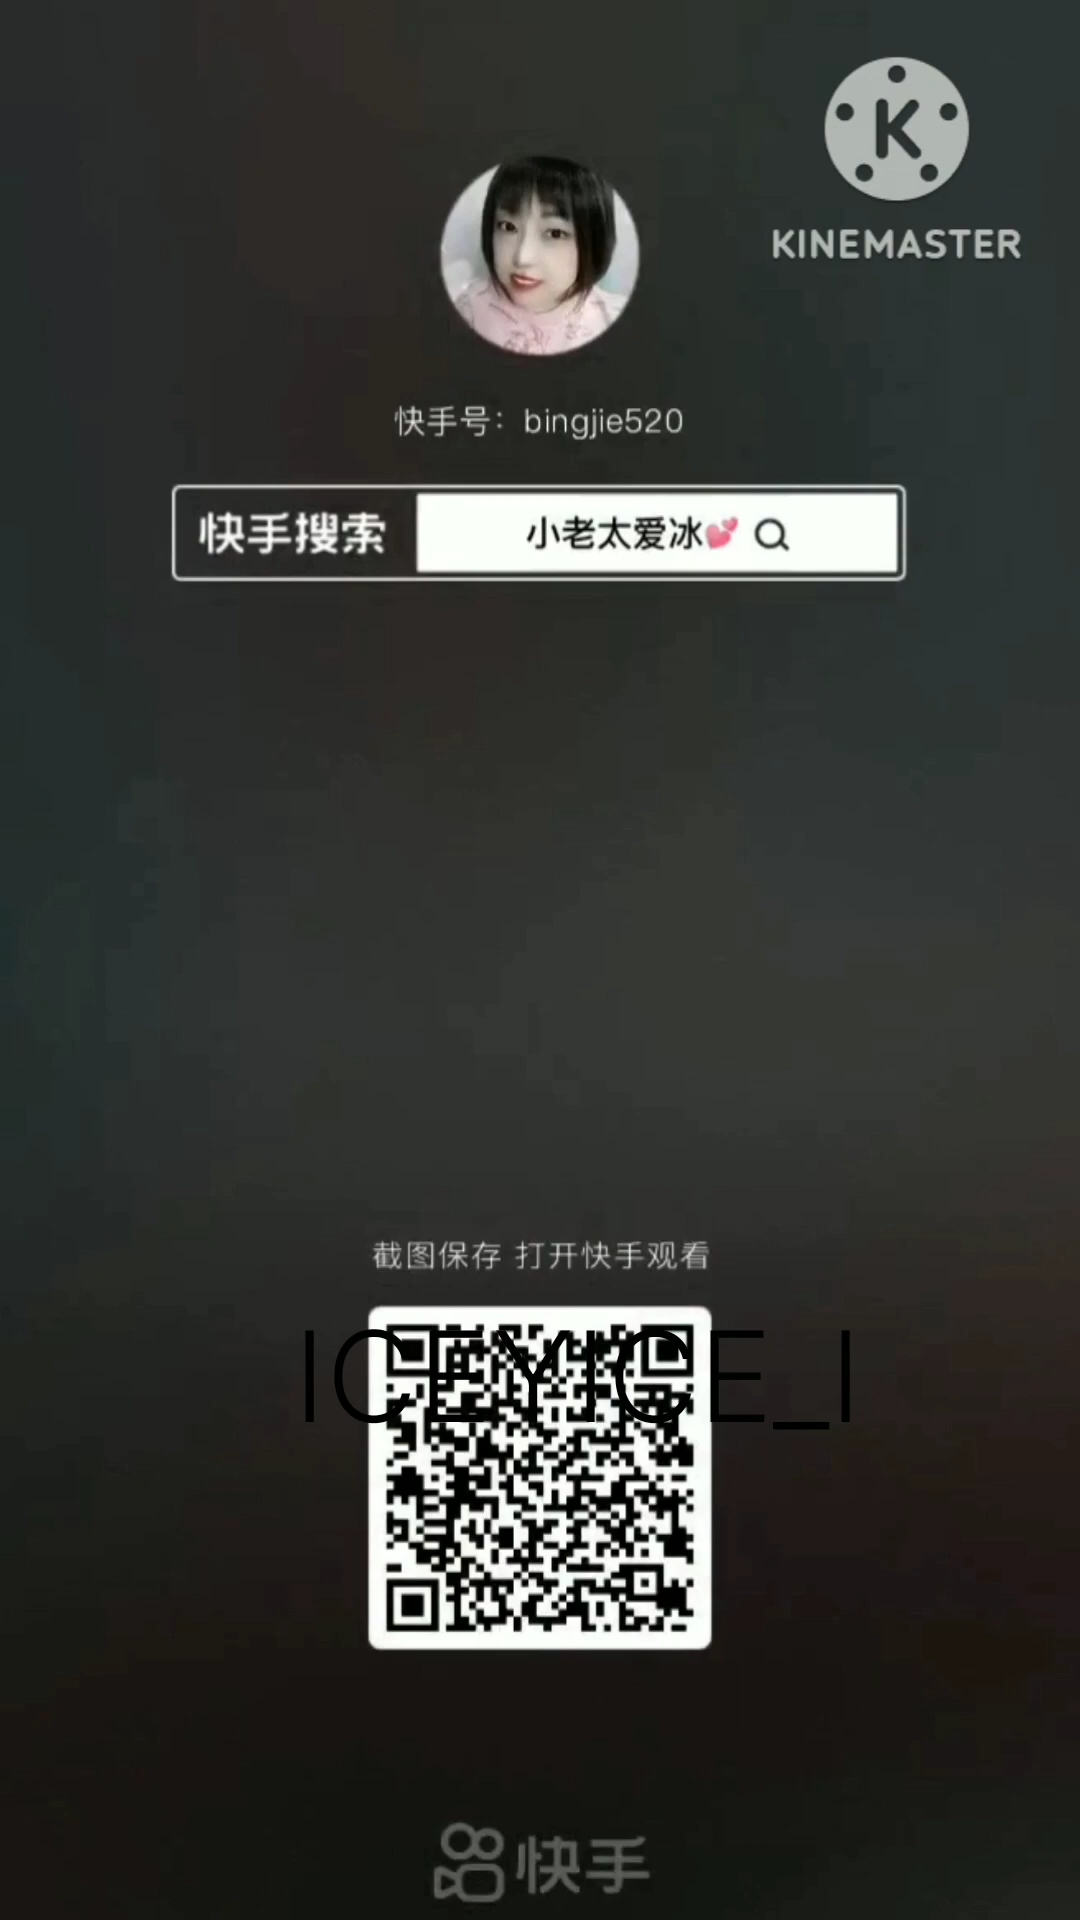 K
KINEMASTER
快手号：bingjie520
快手搜索 小老太爱冰💕
截图保存 打开快手观看
ICEYICE_I
快手